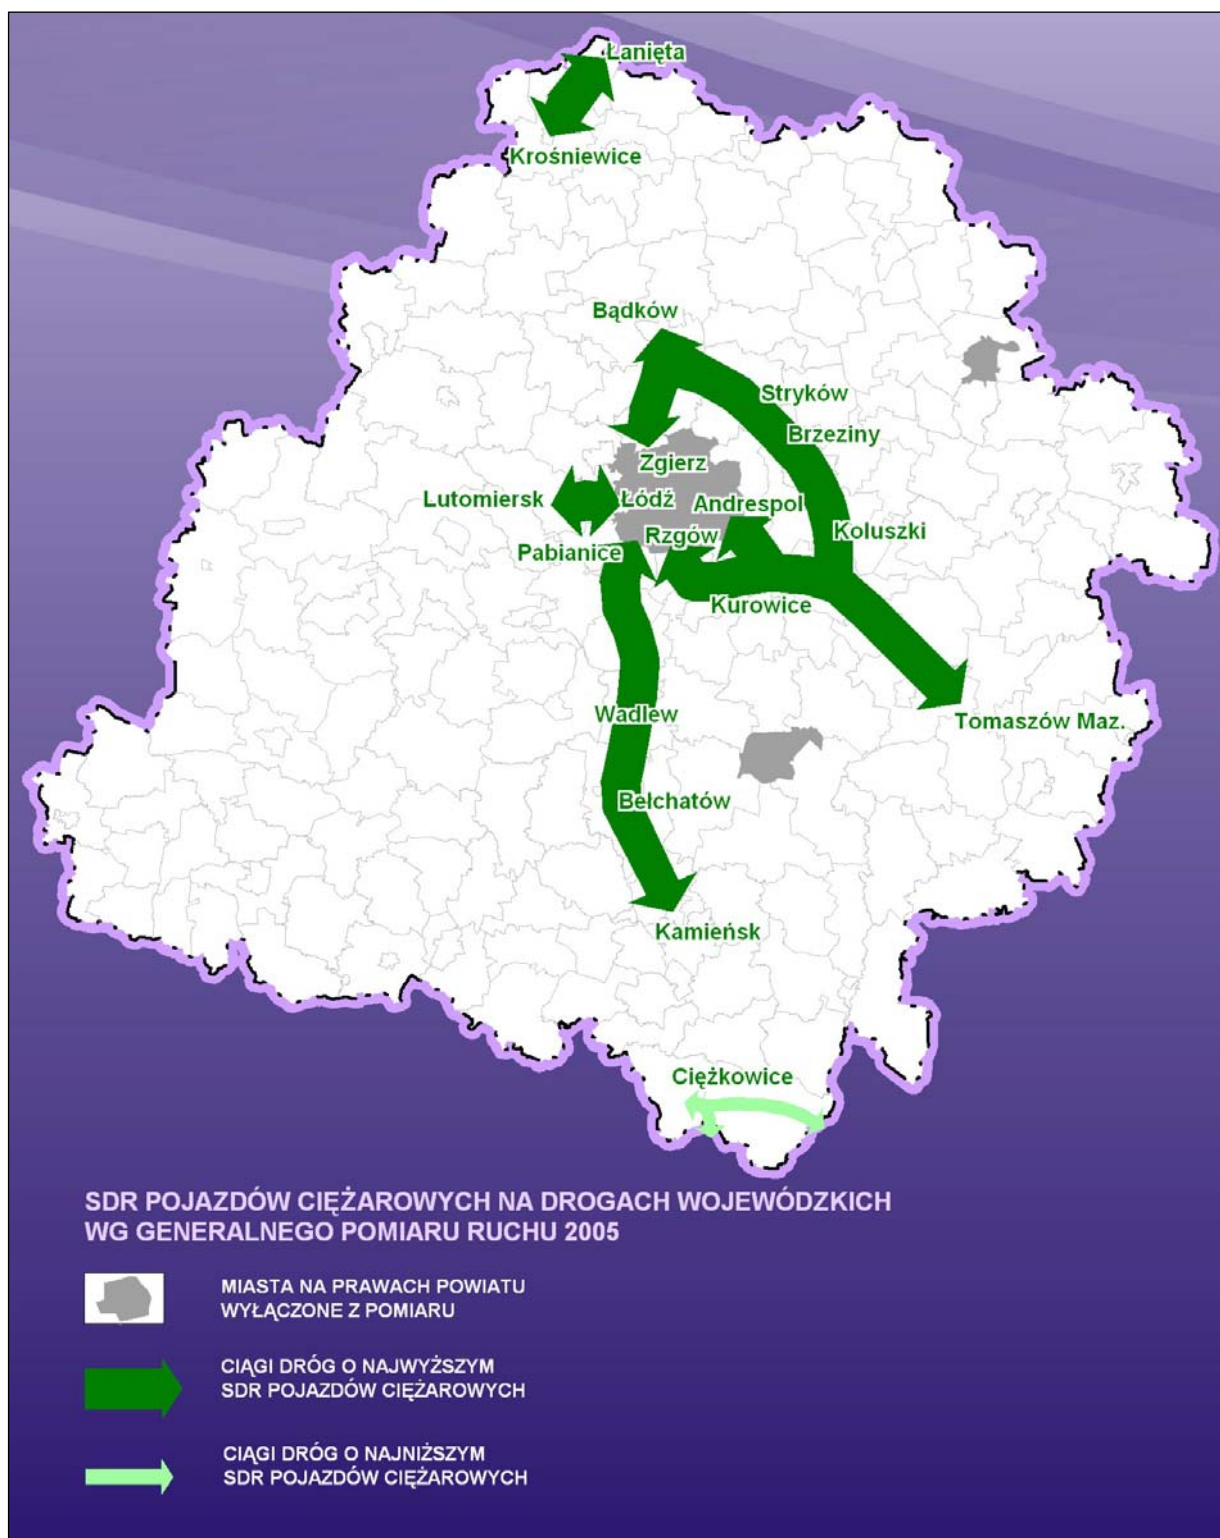 Łanięta
Krośniewice
Bądków
Stryków
Brzeziny
Zgierz
Lutomiersk
Łódź
Andrespol
Koluszki
Rzgów
Pabianice
Kurowice
Wadlew
Tomaszów Maz.
Bełchatów
Kamieńsk
Ciężkowice
SDR POJAZDÓW CIĘŻAROWYCH NA DROGACH WOJEWÓDZKICH
WG GENERALNEGO POMIARU RUCHU 2005
MIASTA NA PRAWACH POWIATU
WYŁĄCZONE Z POMIARU
CIĄGI DRÓG O NAJWYŻSZYM
SDR POJAZDÓW CIĘŻAROWYCH
CIĄGI DRÓG O NAJNIŻSZYM
SDR POJAZDÓW CIĘŻAROWYCH